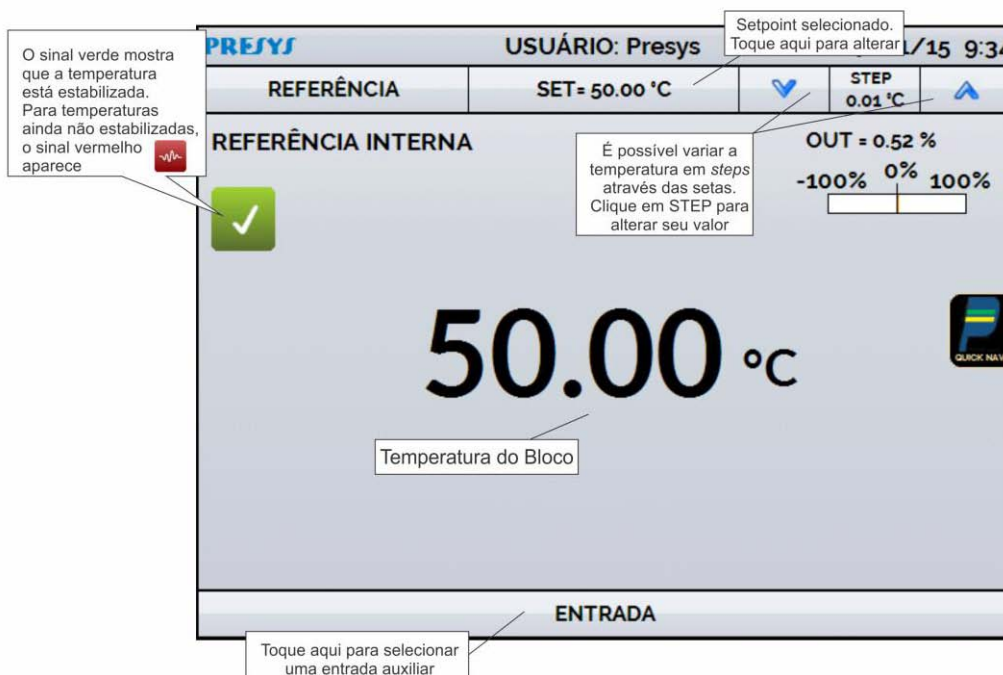 Setpoint selecionado.
Toque aqui para alterar
O sinal verde mostra
que a temperatura
está estabilizada.
Para temperaturas
ainda não estabilizadas,
o sinal vermelho
aparece
PRESYS
USUÁRIO: Presys
1/15 9:34
REFERÊNCIA
SET= 50.00 °C
STEP
0.01 °C
REFERÊNCIA INTERNA
OUT = 0.52 %
-100% 0% 100%
É possível variar a
temperatura em steps
através das setas.
Clique em STEP para
alterar seu valor
50.00 °C
QUICK NAV
Temperatura do Bloco
ENTRADA
Toque aqui para selecionar
uma entrada auxiliar